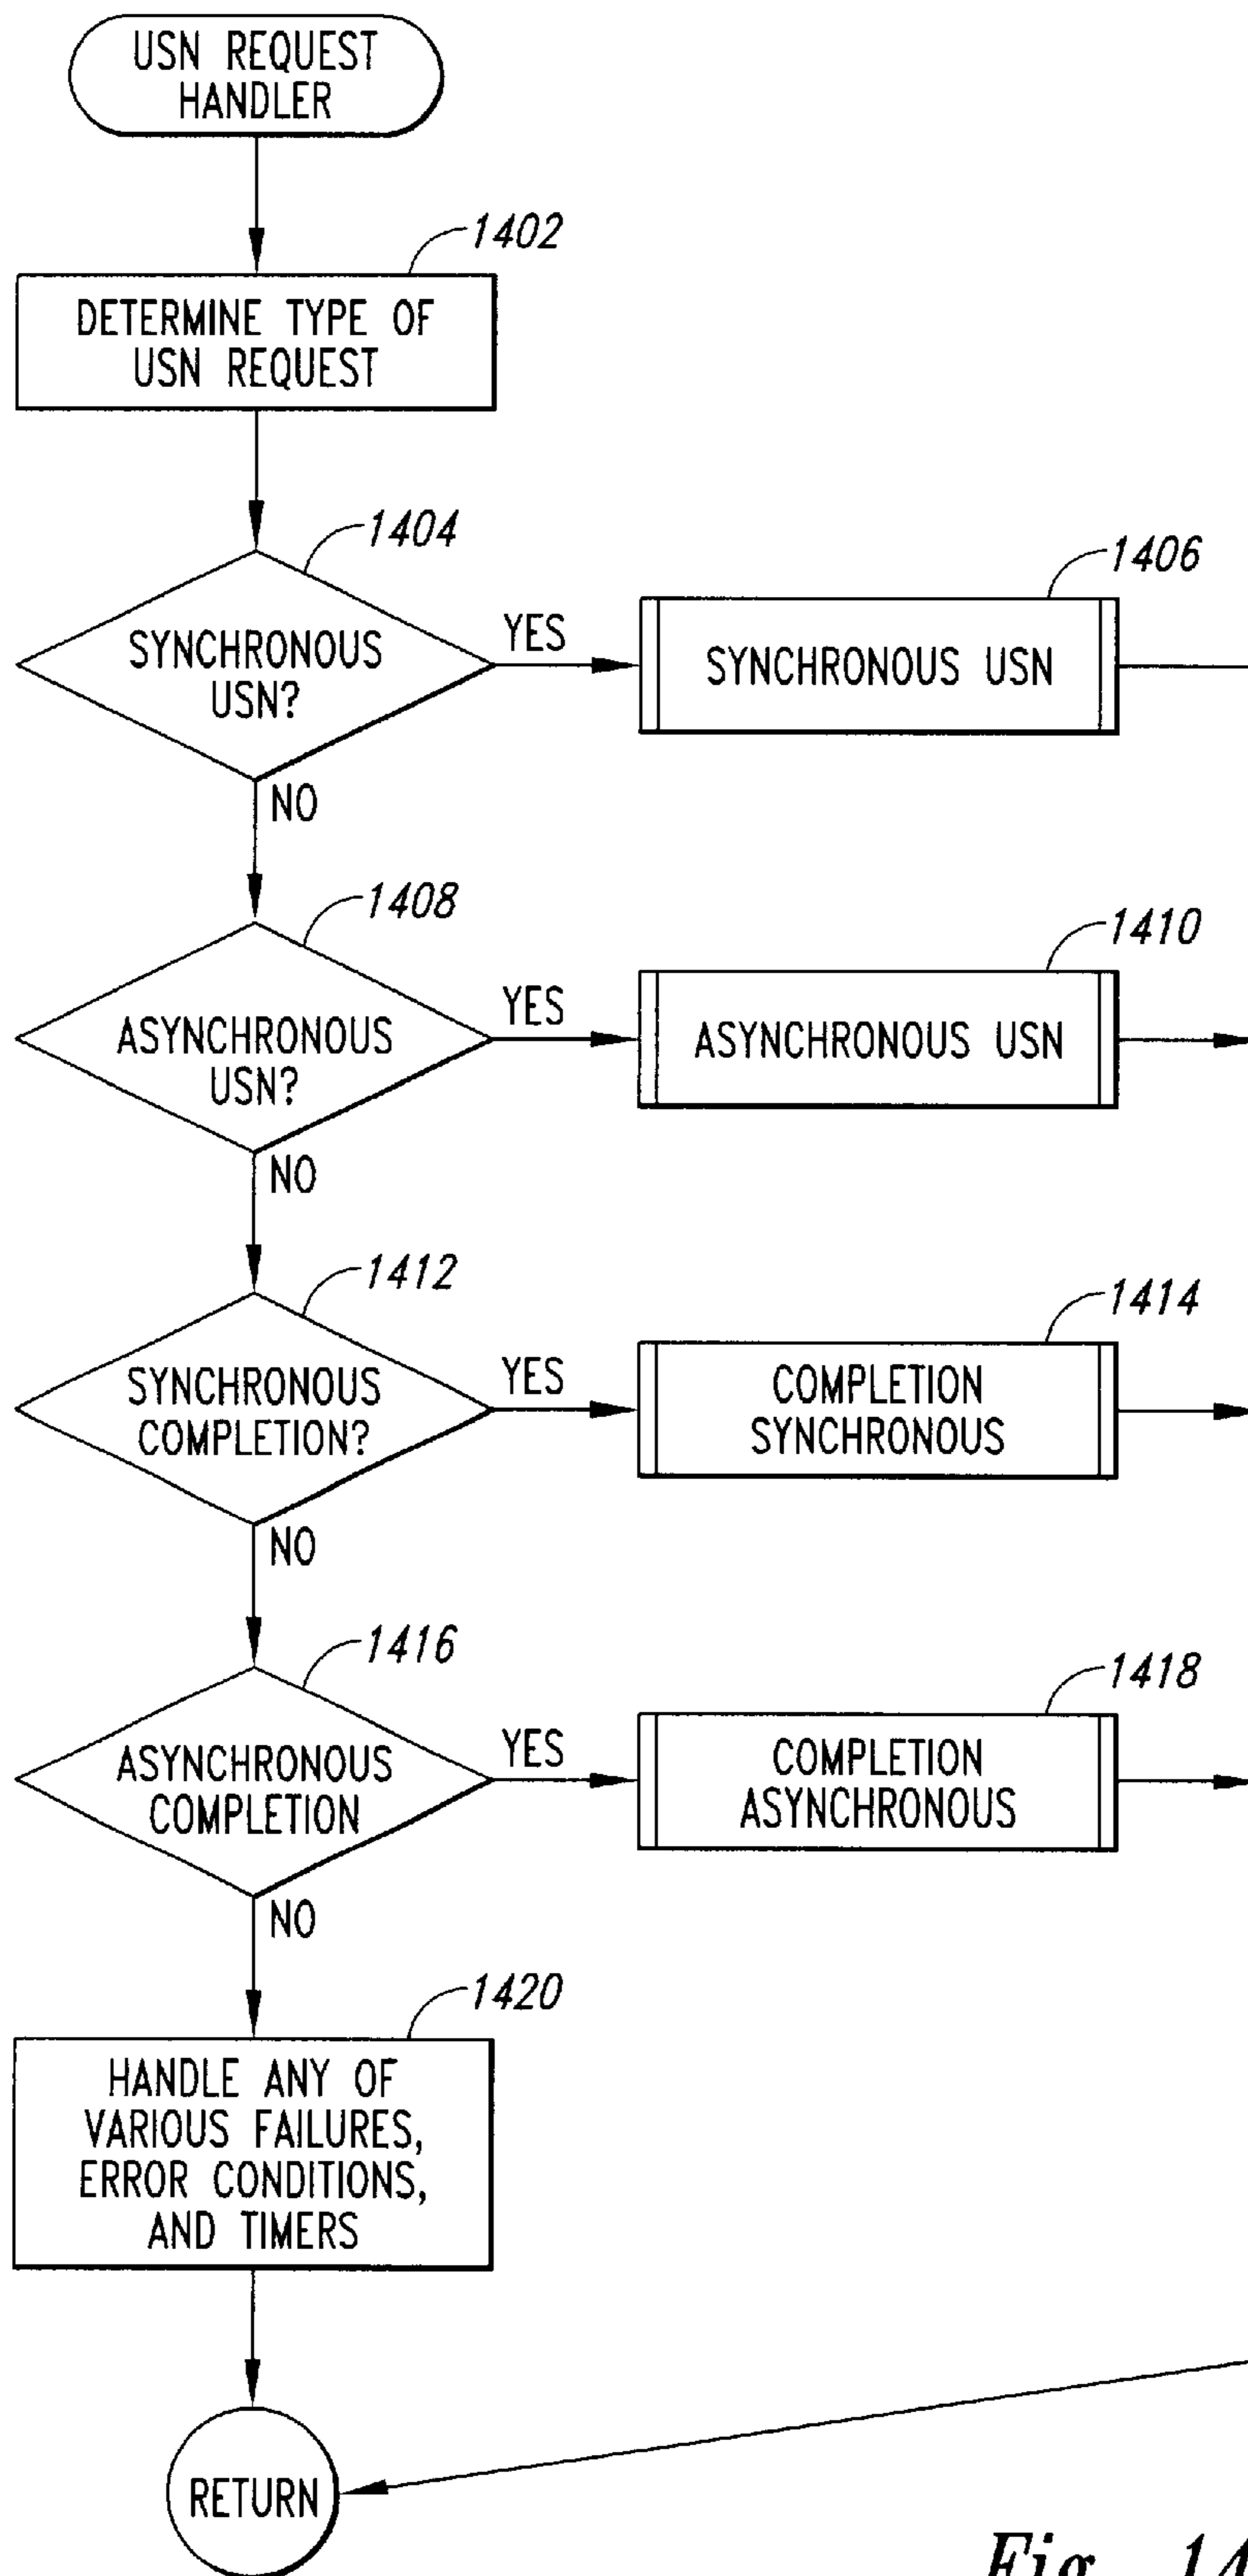 USN REQUEST
HANDLER
1402
DETERMINE TYPE OF
USN REQUEST
1404
SYNCHRONOUS
USN?
YES
1406
SYNCHRONOUS USN
NO
1408
ASYNCHRONOUS
USN?
YES
1410
ASYNCHRONOUS USN
NO
1412
SYNCHRONOUS
COMPLETION?
YES
1414
COMPLETION
SYNCHRONOUS
NO
1416
ASYNCHRONOUS
COMPLETION
YES
1418
COMPLETION
ASYNCHRONOUS
NO
1420
HANDLE ANY OF
VARIOUS FAILURES,
ERROR CONDITIONS,
AND TIMERS
RETURN
Fig. 14